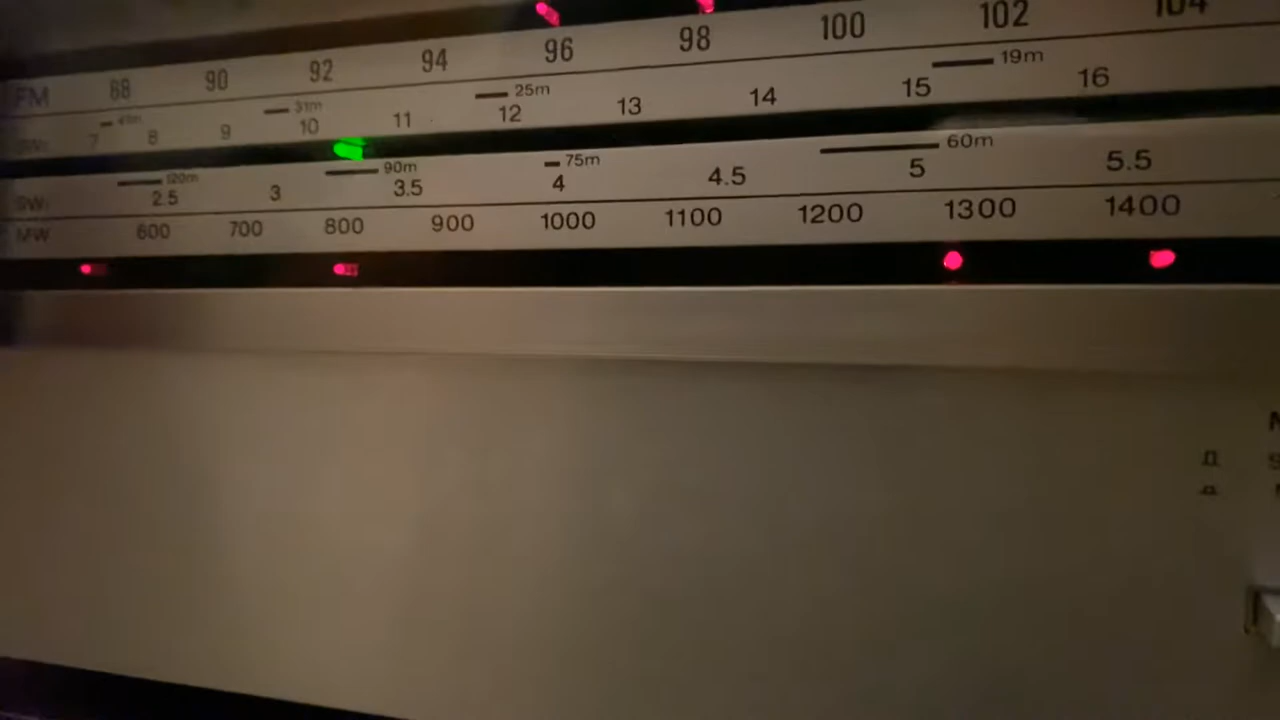 FM 88 90 92 94 96 98 100 102 104
7 8 9 31m 10 11 25m 12 13 14 15 19m 16
120m 2.5 3 90m 3.5 75m 4 4.5 60m 5 5.5
MW 600 700 800 900 1000 1100 1200 1300 1400